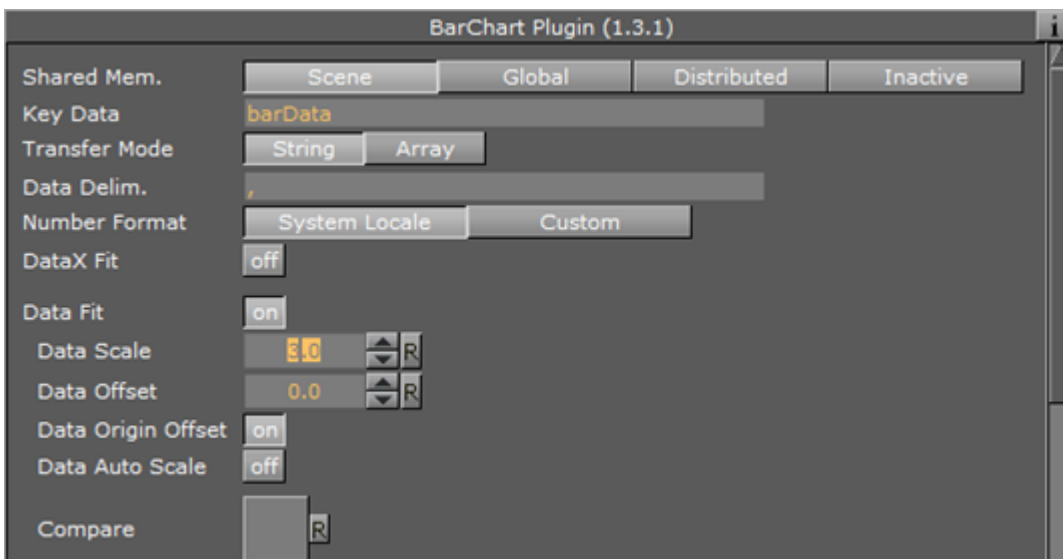 BarChart Plugin (1.3.1) i
Shared Mem. Scene Global Distributed Inactive
Key Data barData
Transfer Mode String Array
Data Delim. ,
Number Format System Locale Custom
DataX Fit off
Data Fit on
Data Scale 3.0 R
Data Offset 0.0 R
Data Origin Offset on
Data Auto Scale off
Compare R